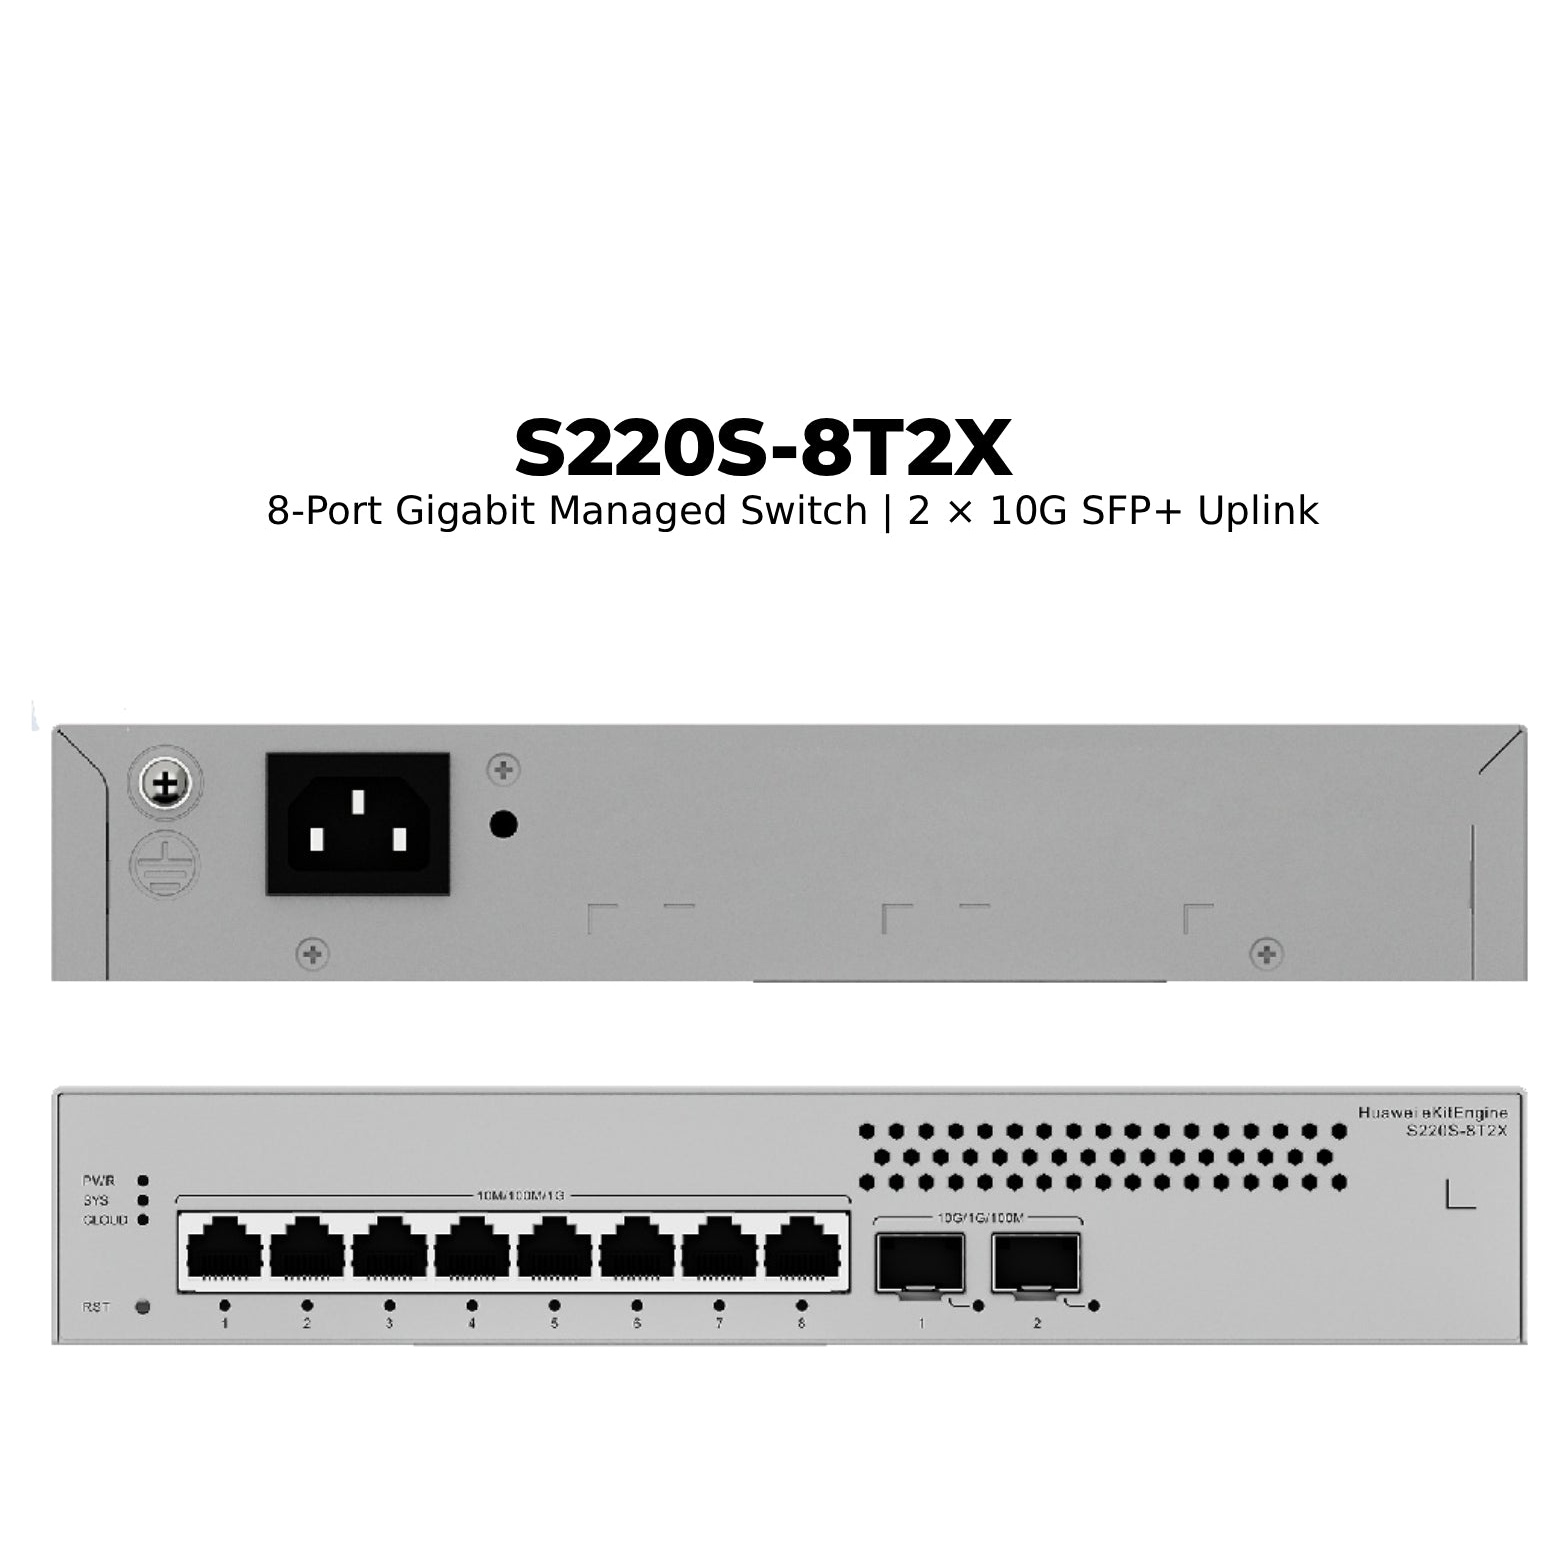 S220S-8T2X
8-Port Gigabit Managed Switch | 2 × 10G SFP+ Uplink
Huawei eKitEngine
S220S-8T2X
PWR
SYS
CLOUD
10M/100M/1G
10G/1G/100M
RST
1 2 3 4 5 6 7 8 1 2